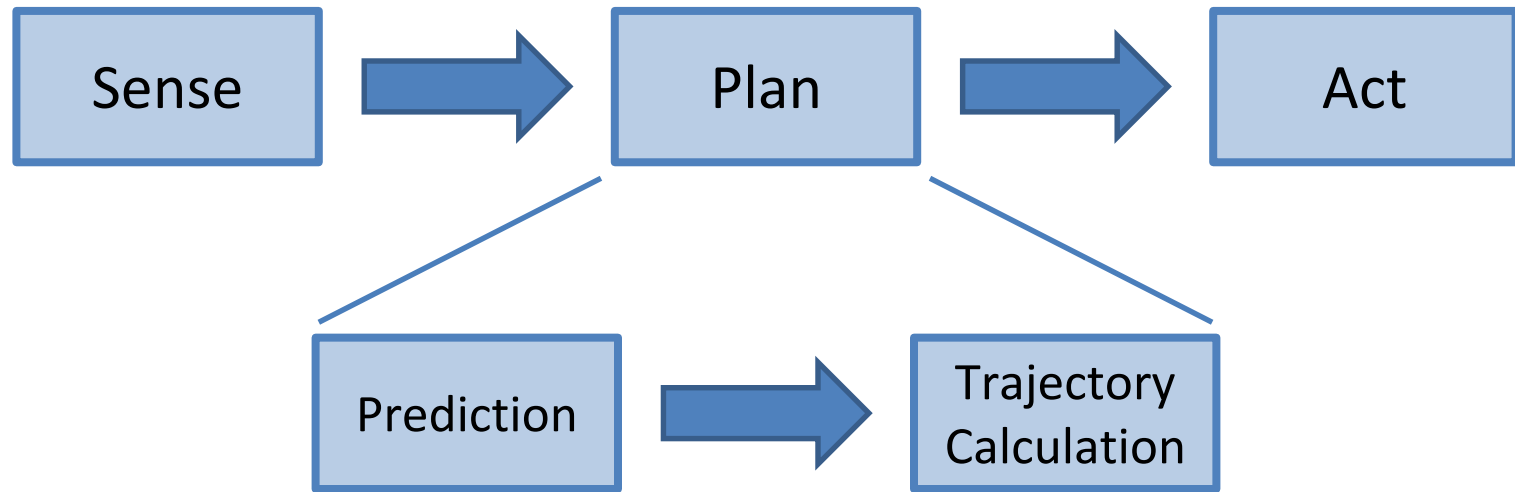 Sense
Plan
Act
Prediction
Trajectory
Calculation